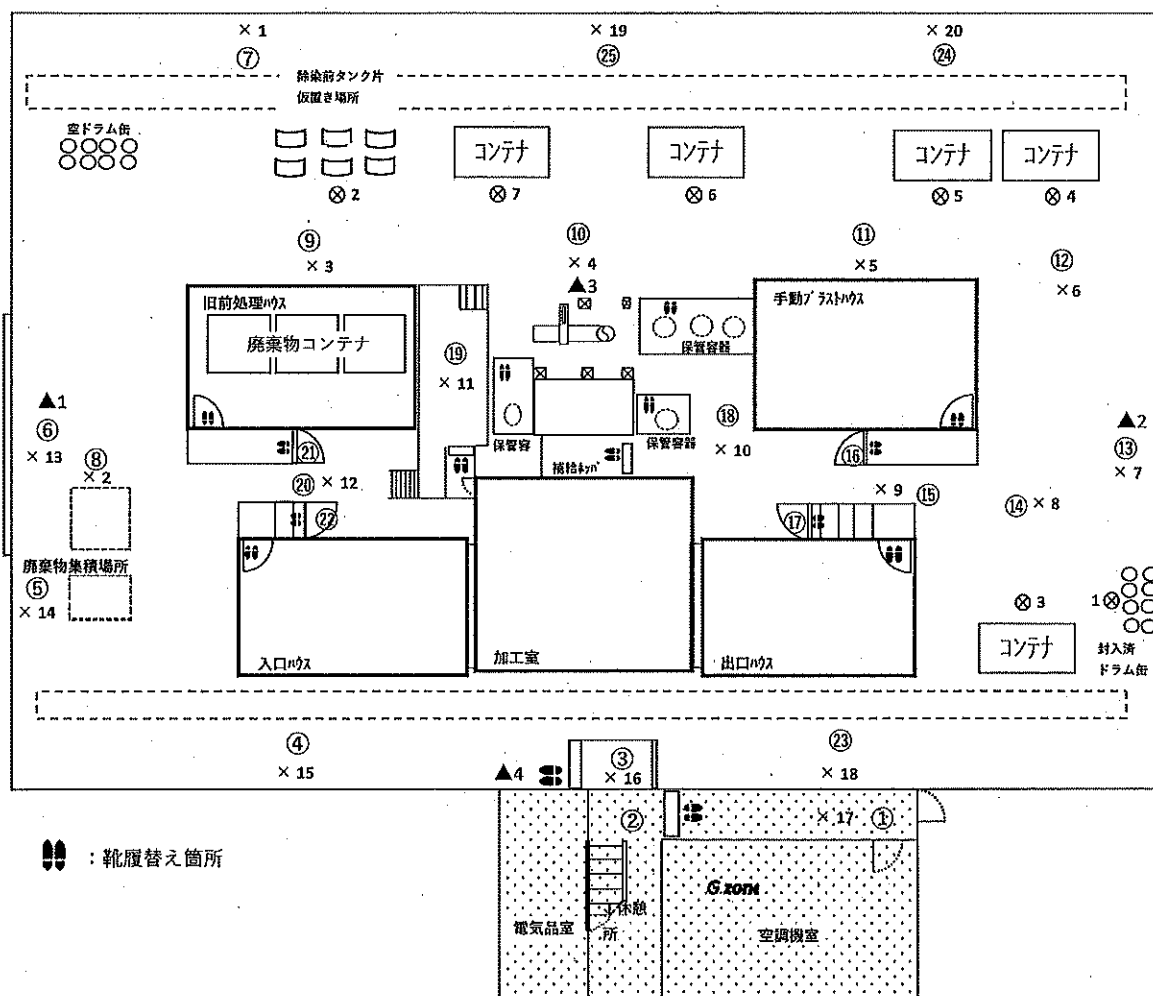 × 1
× 19
× 20
⑦
㉕
㉔
除染前タンク片
仮置き場所
空ドラム缶
コンテナ
コンテナ
コンテナ
コンテナ
⊗ 2
⊗ 7
⊗ 6
⊗ 5
⊗ 4
⑨
⑩
⑪
⑫
× 3
× 4
× 5
× 6
▲3
旧前処理ハウス
手動ブラストハウス
廃棄物コンテナ
保管容器
⑲
× 11
▲1
⑥
× 13
⑧
× 2
⑱
× 10
▲2
⑬
× 7
保管容
保管容器
補給ホッパ
㉑
⑯
⑳
× 12
× 9
⑮
⑭
× 8
㉒
⑰
廃棄物集積場所
⑤
× 14
⊗ 3
1⊗
コンテナ
封入済
ドラム缶
入口ハウス
加工室
出口ハウス
④
× 15
▲4
③
× 16
㉓
× 18
②
× 17
①
：靴履替え箇所
G zone
休憩
所
電気品室
空調機室